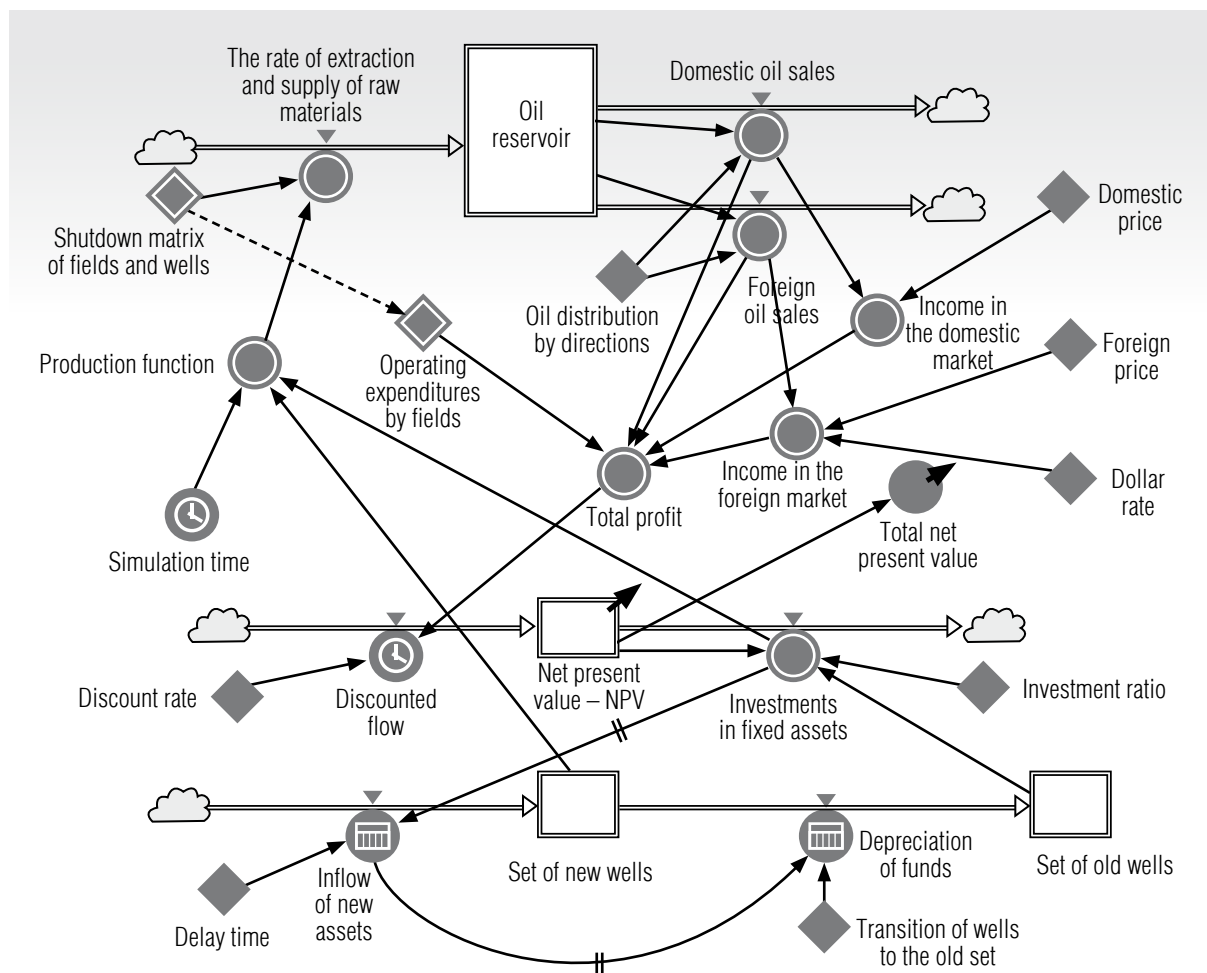 The rate of extraction
and supply of raw
materials
Oil
reservoir
Domestic oil sales
Shutdown matrix
of fields and wells
Domestic
price
Foreign
oil sales
Oil distribution
by directions
Income in
the domestic
market
Production function
Operating
expenditures
by fields
Foreign
price
Income in the
foreign market
Dollar
rate
Total profit
Total net
present value
Simulation time
Discount rate
Discounted
flow
Net present
value – NPV
Investments
in fixed assets
Investment ratio
Set of new wells
Depreciation
of funds
Set of old wells
Inflow
of new
assets
Delay time
Transition of wells
to the old set